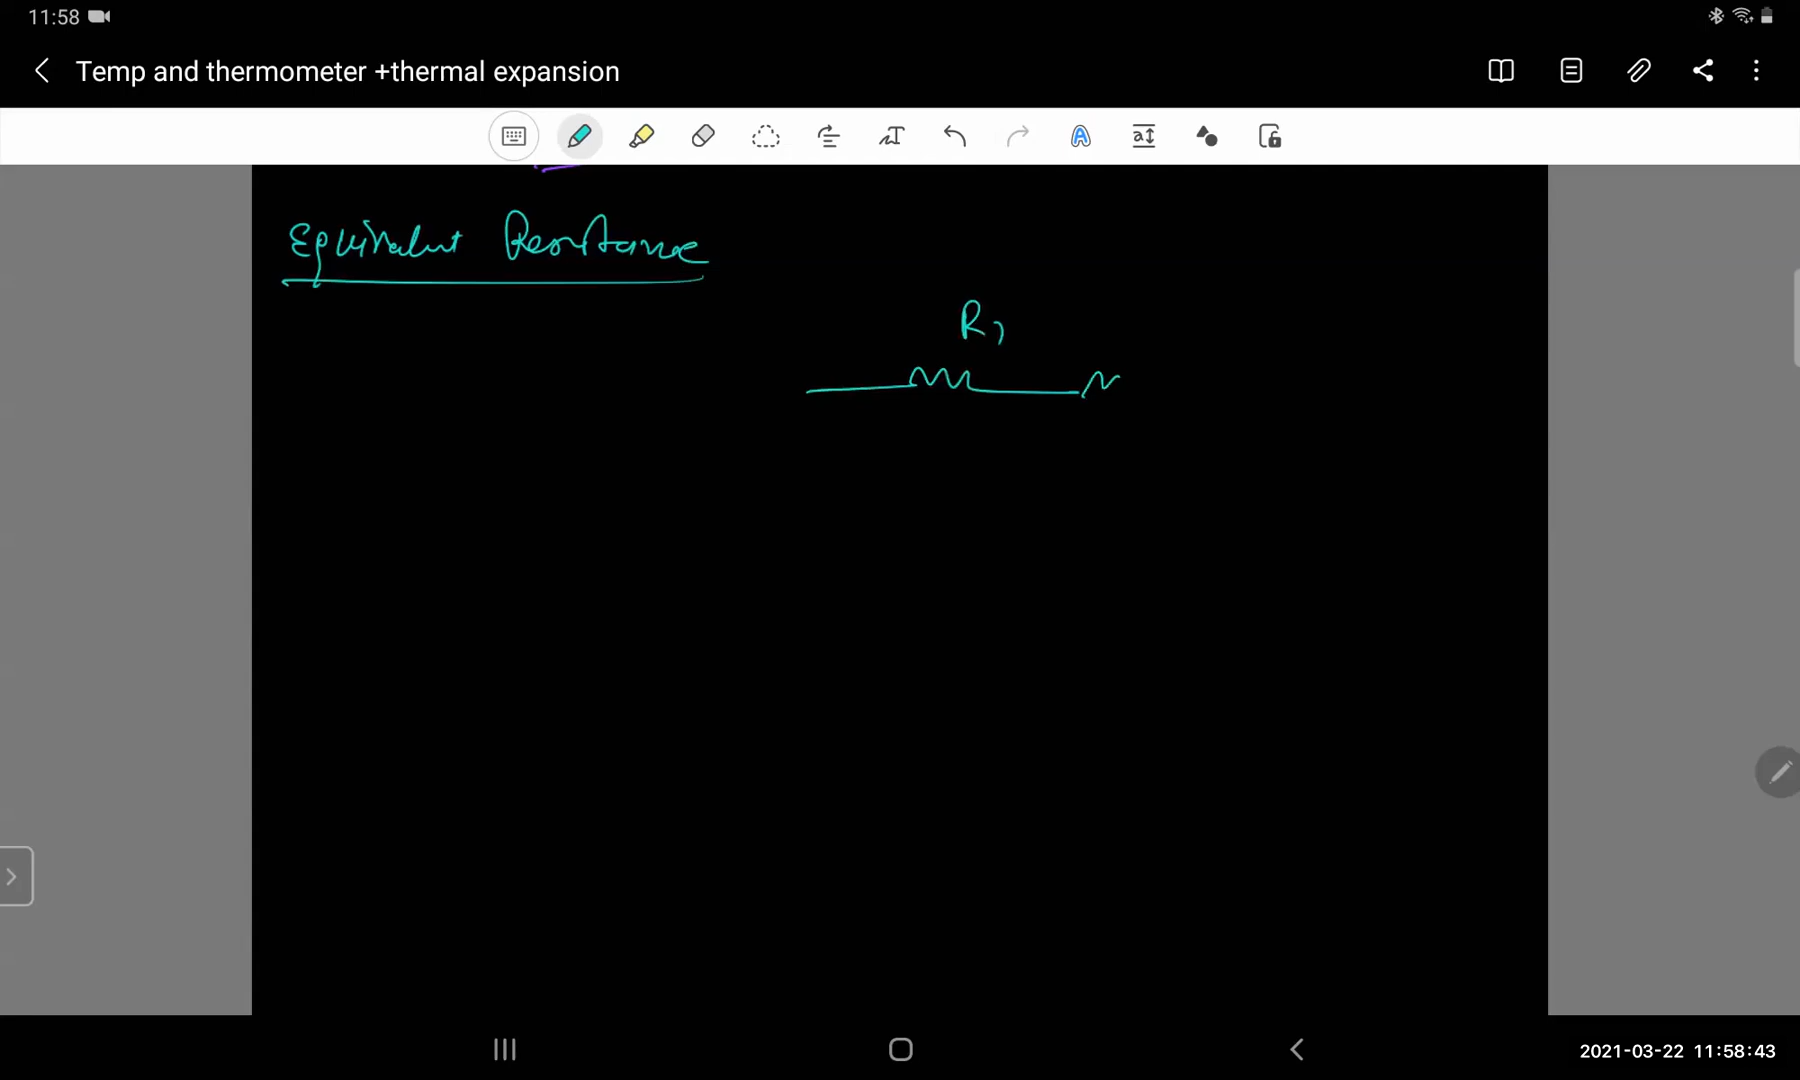 11:58
Temp and thermometer +thermal expansion
Equivalent Resistance
R1
2021-03-22 11:58:43